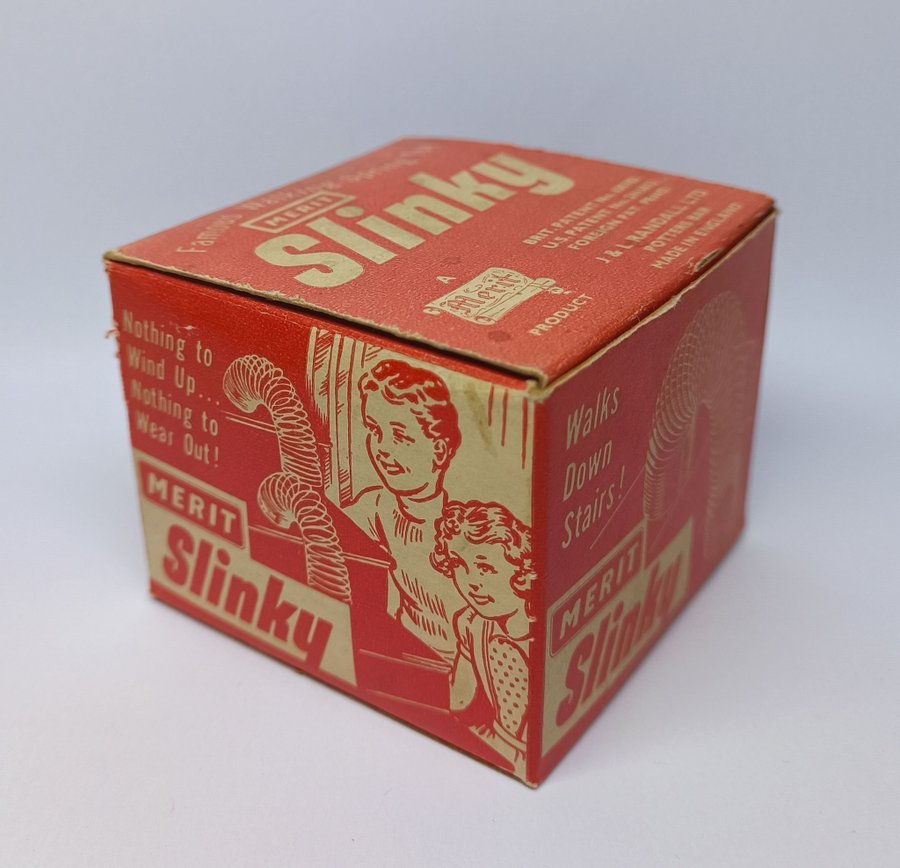 Famous Walking Spring
MERIT
Slinky
A
Merit
PRODUCT
BRIT. PATENT No.
U.S. PATENT No.
FOREIGN PAT. PEND.
J & L RANDALL LTD
POTTERS BAR
MADE IN ENGLAND
Nothing to
Wind Up...
Nothing to
Wear Out!
MERIT
Slinky
Walks
Down
Stairs!
MERIT
Slinky